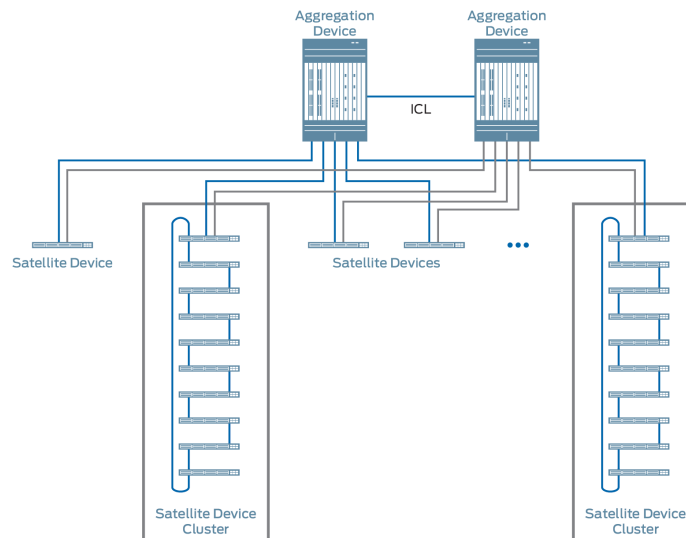 Aggregation
Device
Aggregation
Device
ICL
Satellite Device
Satellite Devices
Satellite Device
Cluster
Satellite Device
Cluster